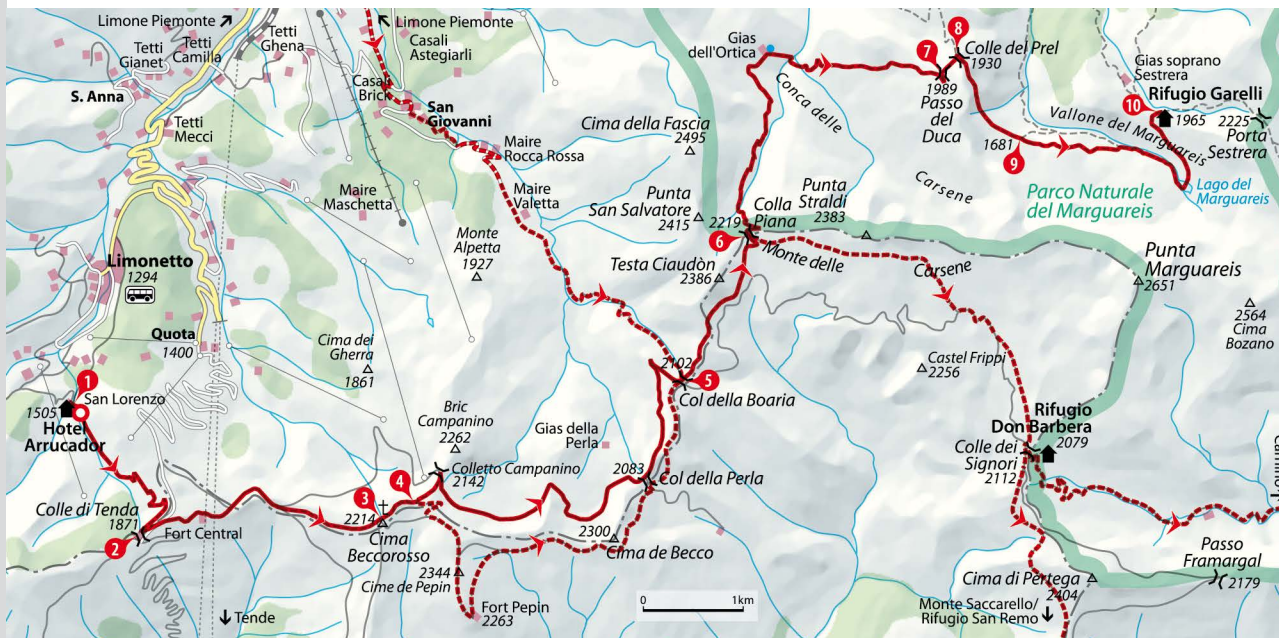 Limone Piemonte
Tetti
Camilla
Tetti
Gianet
Tetti
Ghena
S. Anna
Tetti
Mecci
Limone Piemonte
Casali
Astegiarli
Casali
Brick
San
Giovanni
Maire
Rocca Rossa
Maire
Valetta
Maire
Maschetta
Monte
Alpetta
1927
Limonetto
1294
Quota
1400
Cima dei
Gherra
1861
1
San Lorenzo
1505
Hotel
Arrucador
Colle di Tenda
1871
2
Fort Central
Tende
Bric
Campanino
2262
Colletto Campanino
2142
3
4
2214
Cima
Beccorosso
2344
Cime de Pepin
Fort Pepin
2263
Gias della
Perla
2083
Col della Perla
2300
Cima de Becco
0
1km
2102
5
Col della Boaria
Cima della Fascia
2495
Punta
San Salvatore
2415
Testa Ciaudòn
2386
2219
6
Colla
Piana
Punta
Straldi
2383
Monte delle
Carsene
Gias
dell'Ortica
Conca delle
Carsene
7
8
Colle del Prel
1930
1989
Passo
del
Duca
1681
9
Gias soprano
Sestrera
Rifugio Garelli
10
1965
2225
Porta
Sestrera
Vallone del Marguareis
Lago del
Marguareis
Parco Naturale
del Marguareis
Punta
Marguareis
2651
2564
Cima
Bozano
Castel Frippi
2256
Rifugio
Don Barbera
2079
Colle dei
Signori
2112
Passo
Framargal
2179
Cima di Pertega
2404
Monte Saccarello/
Rifugio San Remo